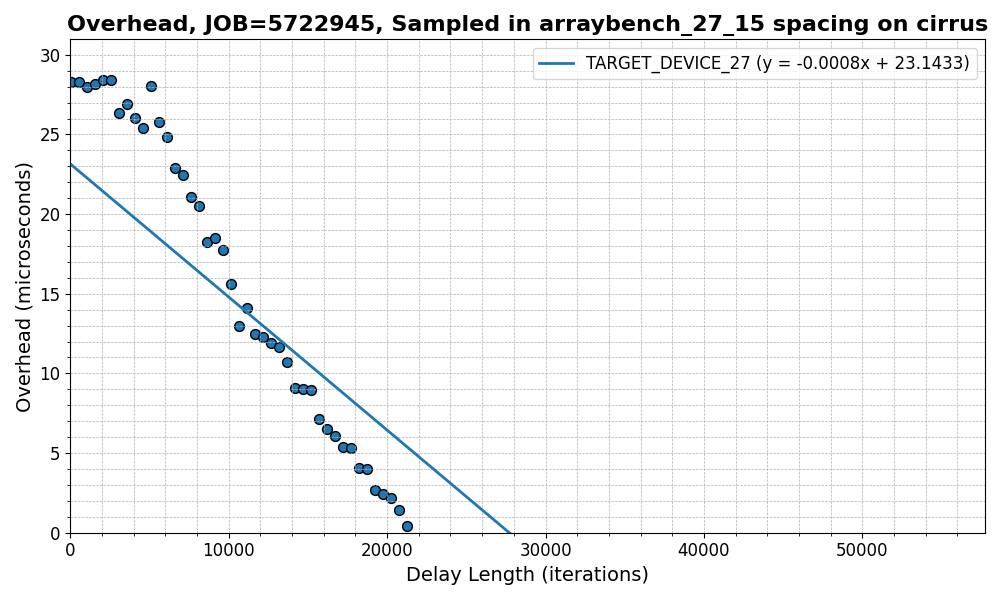 Overhead, JOB=5722945, Sampled in arraybench_27_15 spacing on cirrus
TARGET_DEVICE_27 (y = -0.0008x + 23.1433)
Overhead (microseconds)
30
25
20
15
10
5
0
0 10000 20000 30000 40000 50000
Delay Length (iterations)